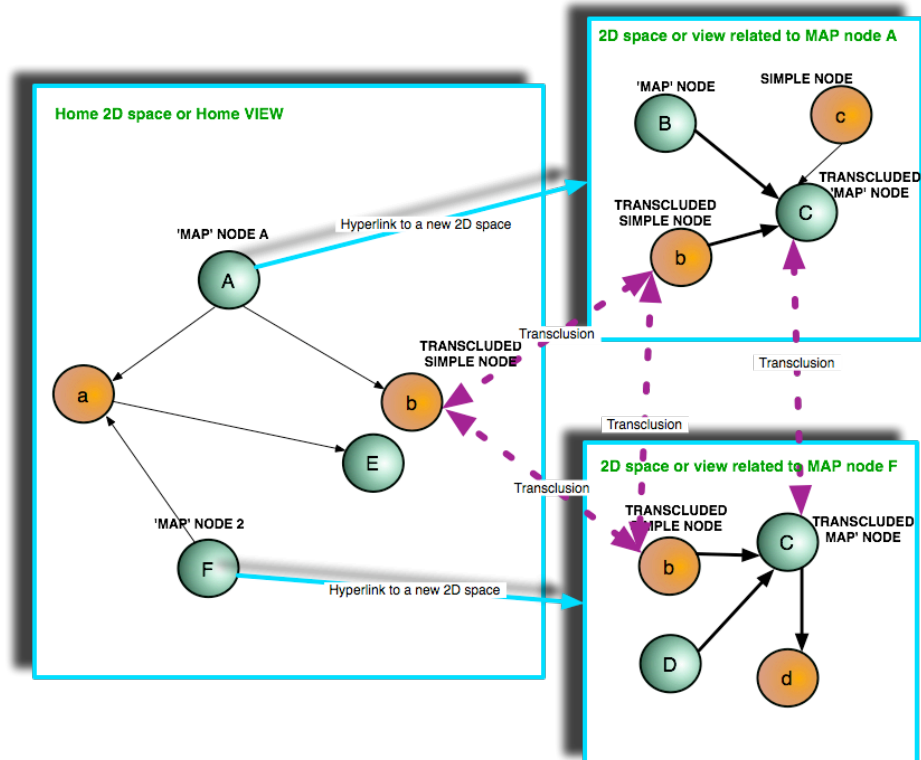 Home 2D space or Home VIEW
'MAP' NODE A
A
Hyperlink to a new 2D space
a
TRANSCLUDED
SIMPLE NODE
b
E
'MAP' NODE 2
F
Hyperlink to a new 2D space
2D space or view related to MAP node A
'MAP' NODE
B
SIMPLE NODE
c
TRANSCLUDED
'MAP' NODE
C
TRANSCLUDED
SIMPLE NODE
b
Transclusion
Transclusion
Transclusion
Transclusion
2D space or view related to MAP node F
TRANSCLUDED
SIMPLE NODE
b
C
TRANSCLUDED
MAP' NODE
D
d